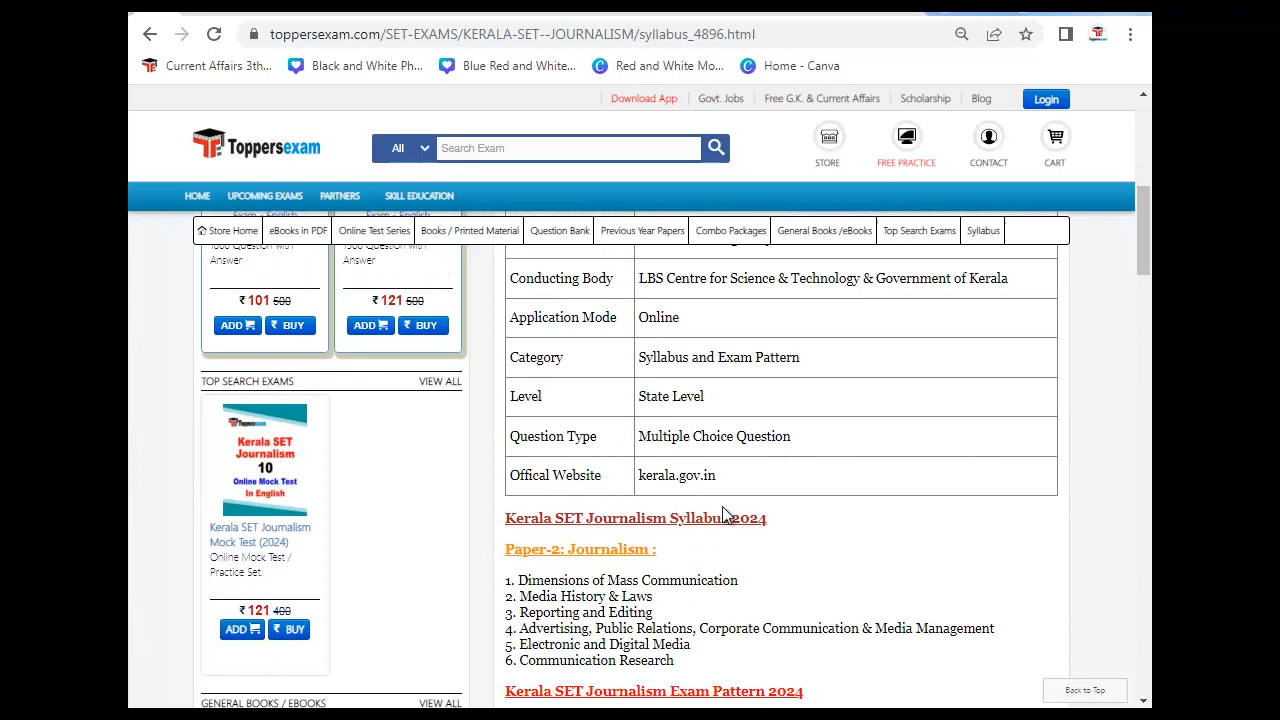 toppersexam.com/SET-EXAMS/KERALA-SET--JOURNALISM/syllabus_4896.html
Current Affairs 3th... Black and White Ph... Blue Red and White... Red and White Mo... Home - Canva
Download App Govt. Jobs Free G.K. & Current Affairs Scholarship Blog Login
Toppersexam All Search Exam STORE FREE PRACTICE CONTACT CART
HOME UPCOMING EXAMS PARTNERS SKILL EDUCATION
Exam - English Exam - English
Store Home eBooks in PDF Online Test Series Books / Printed Material Question Bank Previous Year Papers Combo Packages General Books /eBooks Top Search Exams Syllabus
1000 Question with
Answer
₹ 101 500
ADD ₹ BUY
1500 Question with
Answer
₹ 121 500
ADD ₹ BUY
TOP SEARCH EXAMS VIEW ALL
Toppersexam
Kerala SET
Journalism
10
Online Mock Test
In English
Kerala SET Journalism
Mock Test (2024)
Online Mock Test /
Practice Set.
₹ 121 400
ADD ₹ BUY
GENERAL BOOKS / EBOOKS VIEW ALL
Conducting Body LBS Centre for Science & Technology & Government of Kerala
Application Mode Online
Category Syllabus and Exam Pattern
Level State Level
Question Type Multiple Choice Question
Offical Website kerala.gov.in
Kerala SET Journalism Syllabus 2024
Paper-2: Journalism :
1. Dimensions of Mass Communication
2. Media History & Laws
3. Reporting and Editing
4. Advertising, Public Relations, Corporate Communication & Media Management
5. Electronic and Digital Media
6. Communication Research
Kerala SET Journalism Exam Pattern 2024
Back to Top